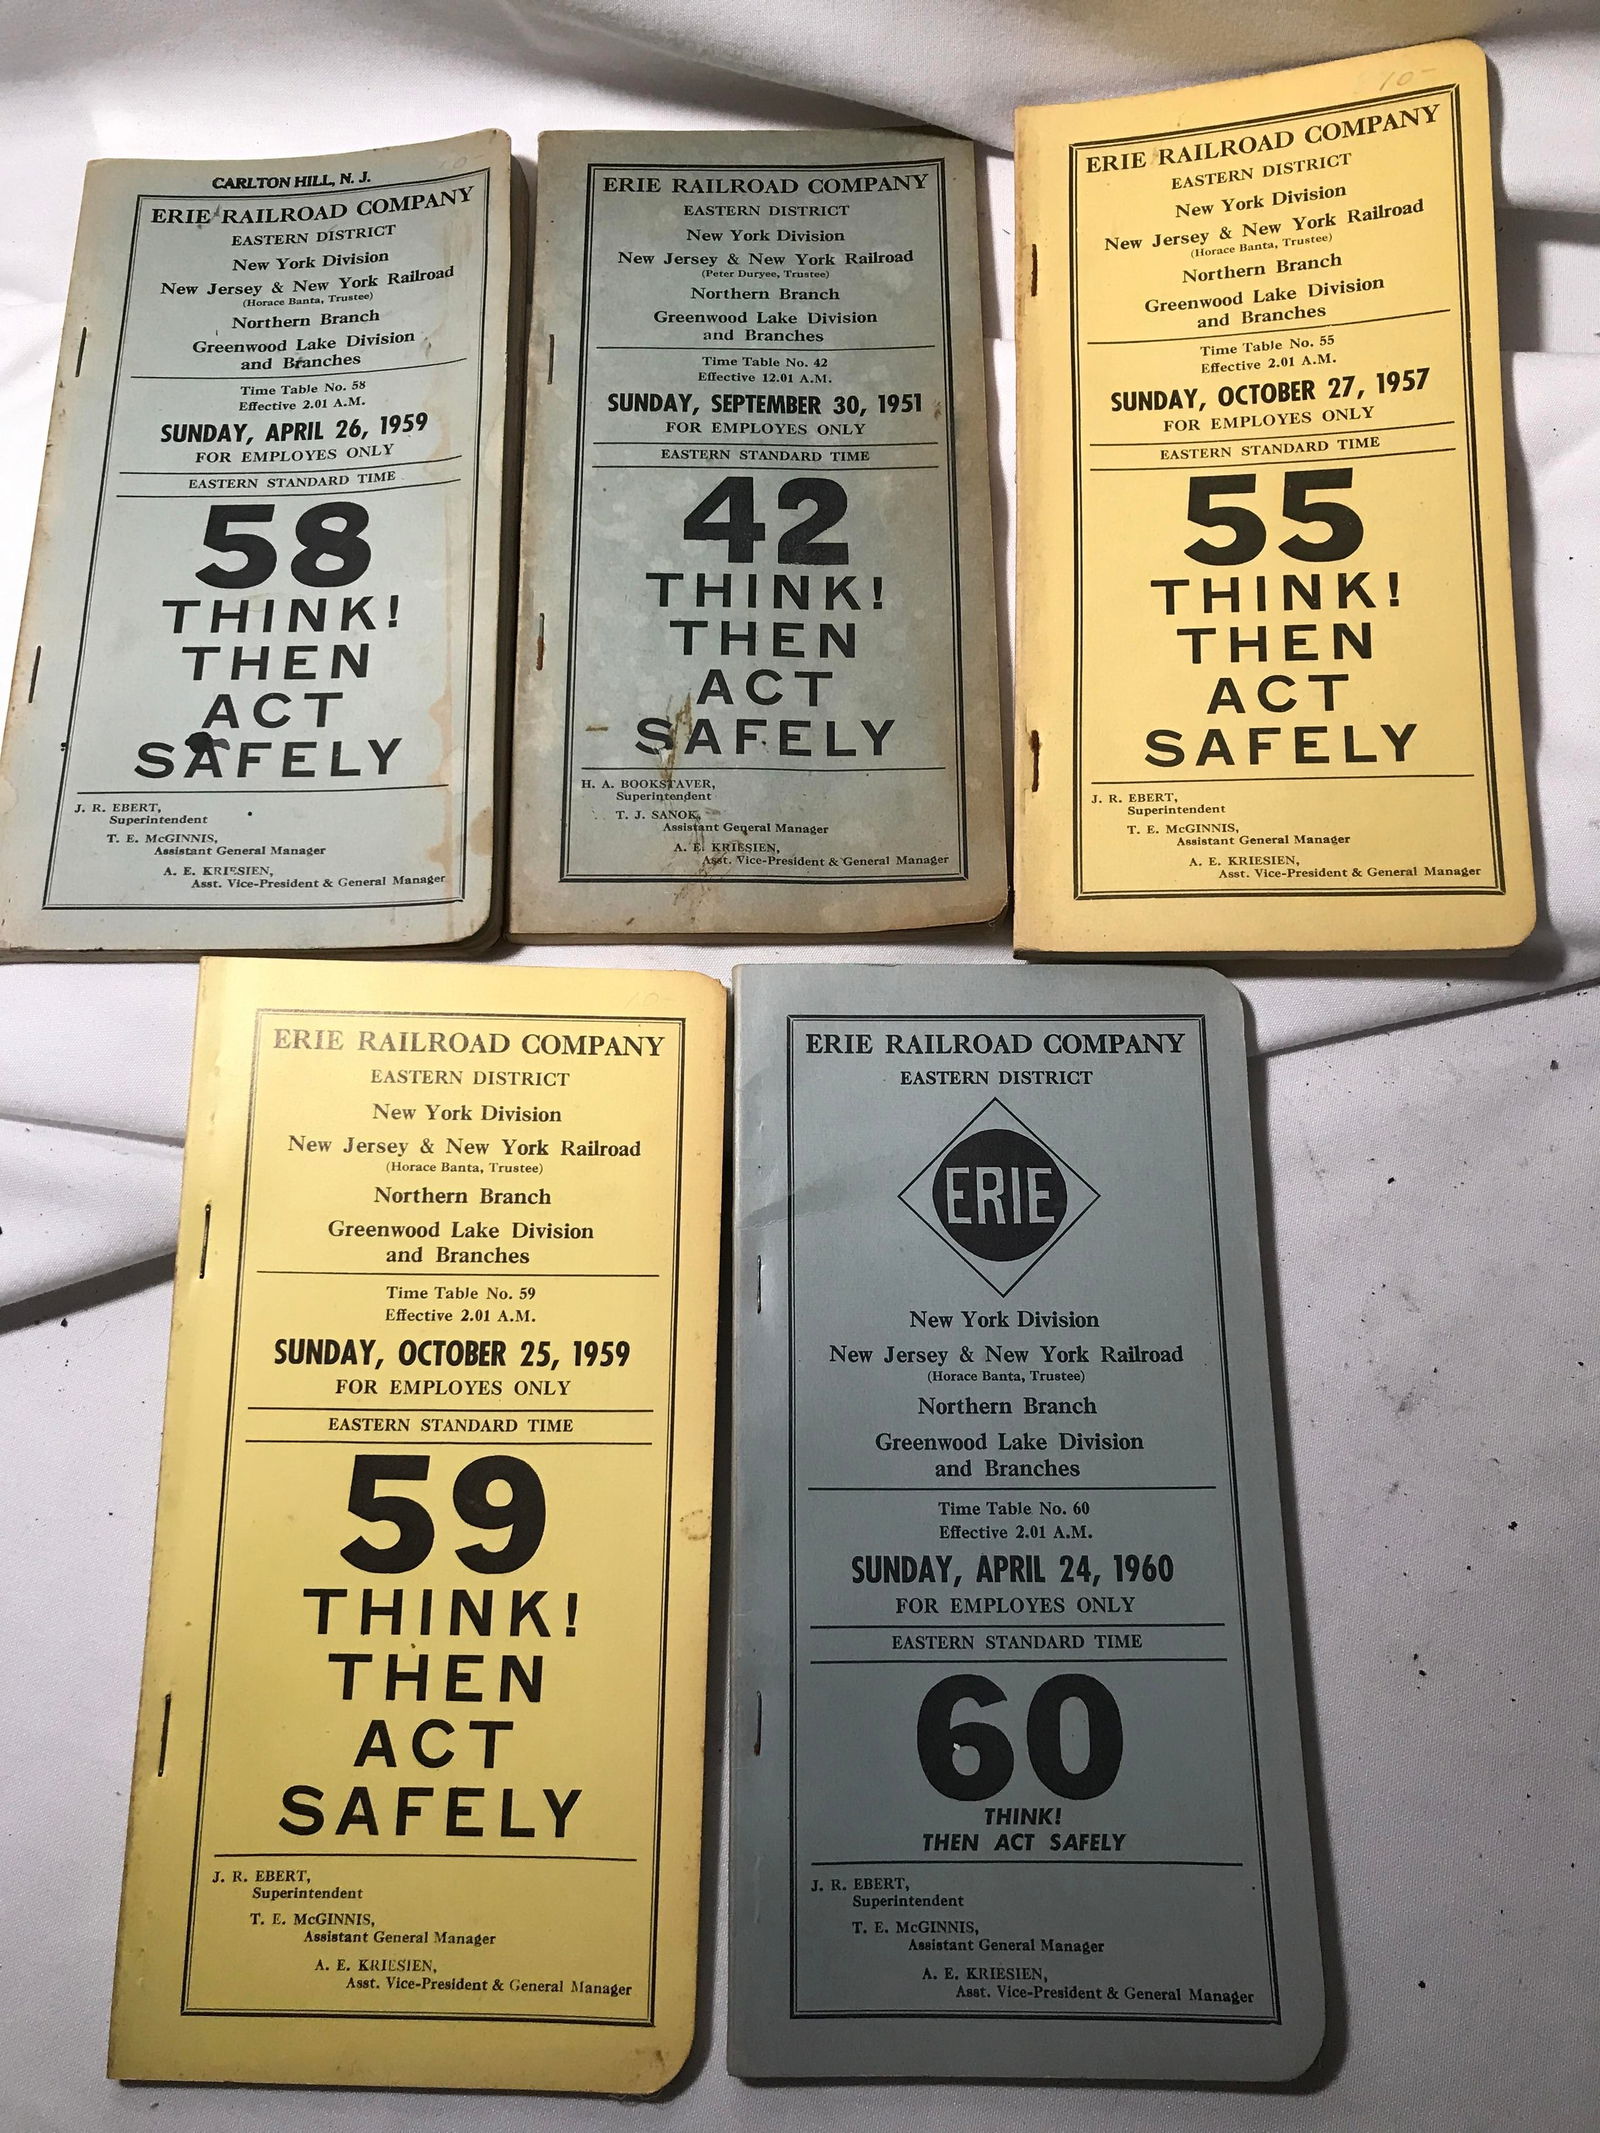 CARLTON HILL, N. J.
ERIE RAILROAD COMPANY
EASTERN DISTRICT
New York Division
New Jersey & New York Railroad
(Horace Banta, Trustee)
Northern Branch
Greenwood Lake Division
and Branches
Time Table No. 58
Effective 2.01 A.M.
SUNDAY, APRIL 26, 1959
FOR EMPLOYES ONLY
EASTERN STANDARD TIME
58
THINK!
THEN
ACT
SAFELY
J. R. EBERT,
Superintendent
T. E. McGINNIS,
Assistant General Manager
A. E. KRIESIEN,
Asst. Vice-President & General Manager
ERIE RAILROAD COMPANY
EASTERN DISTRICT
New York Division
New Jersey & New York Railroad
(Peter Duryee, Trustee)
Northern Branch
Greenwood Lake Division
and Branches
Time Table No. 42
Effective 12.01 A.M.
SUNDAY, SEPTEMBER 30, 1951
FOR EMPLOYES ONLY
EASTERN STANDARD TIME
42
THINK!
THEN
ACT
SAFELY
H. A. BOOKSTAVER,
Superintendent
T. J. SANOK,
Assistant General Manager
A. E. KRIESIEN,
Asst. Vice-President & General Manager
10-
ERIE RAILROAD COMPANY
EASTERN DISTRICT
New York Division
New Jersey & New York Railroad
(Horace Banta, Trustee)
Northern Branch
Greenwood Lake Division
and Branches
Time Table No. 55
Effective 2.01 A.M.
SUNDAY, OCTOBER 27, 1957
FOR EMPLOYES ONLY
EASTERN STANDARD TIME
55
THINK!
THEN
ACT
SAFELY
J. R. EBERT,
Superintendent
T. E. McGINNIS,
Assistant General Manager
A. E. KRIESIEN,
Asst. Vice-President & General Manager
10-
ERIE RAILROAD COMPANY
EASTERN DISTRICT
New York Division
New Jersey & New York Railroad
(Horace Banta, Trustee)
Northern Branch
Greenwood Lake Division
and Branches
Time Table No. 59
Effective 2.01 A.M.
SUNDAY, OCTOBER 25, 1959
FOR EMPLOYES ONLY
EASTERN STANDARD TIME
59
THINK!
THEN
ACT
SAFELY
J. R. EBERT,
Superintendent
T. E. McGINNIS,
Assistant General Manager
A. E. KRIESIEN,
Asst. Vice-President & General Manager
ERIE RAILROAD COMPANY
EASTERN DISTRICT
ERIE
New York Division
New Jersey & New York Railroad
(Horace Banta, Trustee)
Northern Branch
Greenwood Lake Division
and Branches
Time Table No. 60
Effective 2.01 A.M.
SUNDAY, APRIL 24, 1960
FOR EMPLOYES ONLY
EASTERN STANDARD TIME
60
THINK!
THEN ACT SAFELY
J. R. EBERT,
Superintendent
T. E. McGINNIS,
Assistant General Manager
A. E. KRIESIEN,
Asst. Vice-President & General Manager